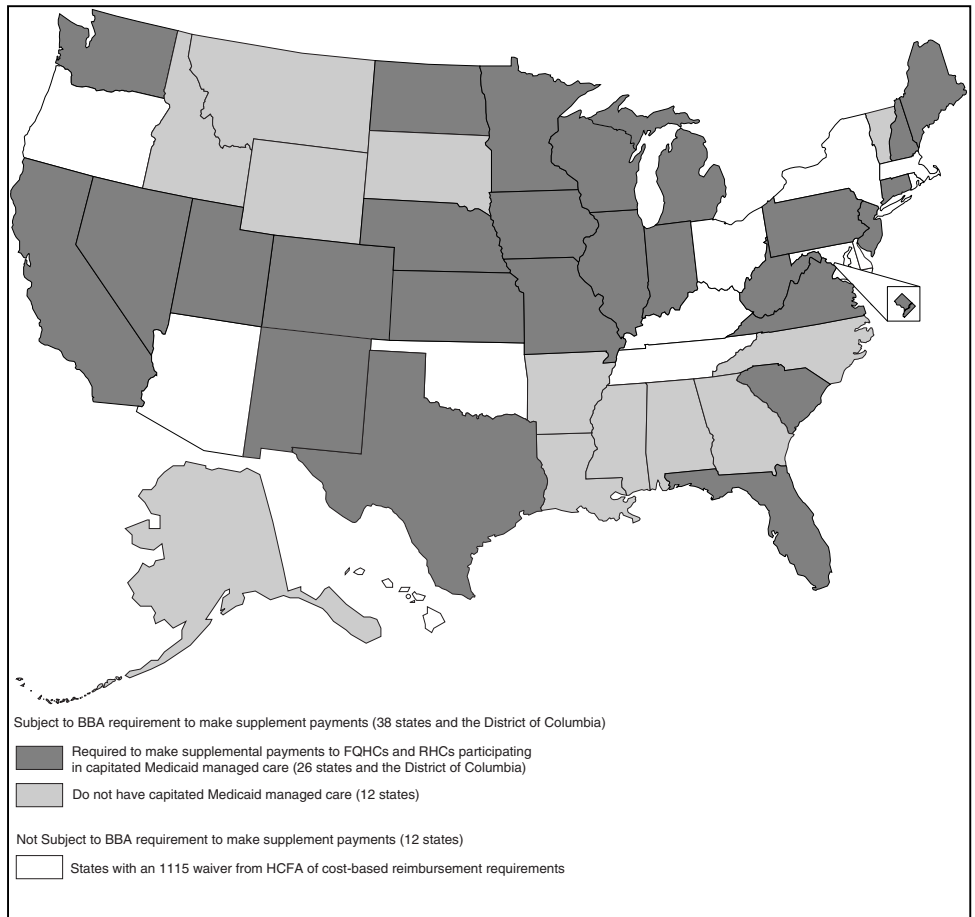 Subject to BBA requirement to make supplement payments (38 states and the District of Columbia)
Required to make supplemental payments to FQHCs and RHCs participating
in capitated Medicaid managed care (26 states and the District of Columbia)
Do not have capitated Medicaid managed care (12 states)
Not Subject to BBA requirement to make supplement payments (12 states)
States with an 1115 waiver from HCFA of cost-based reimbursement requirements